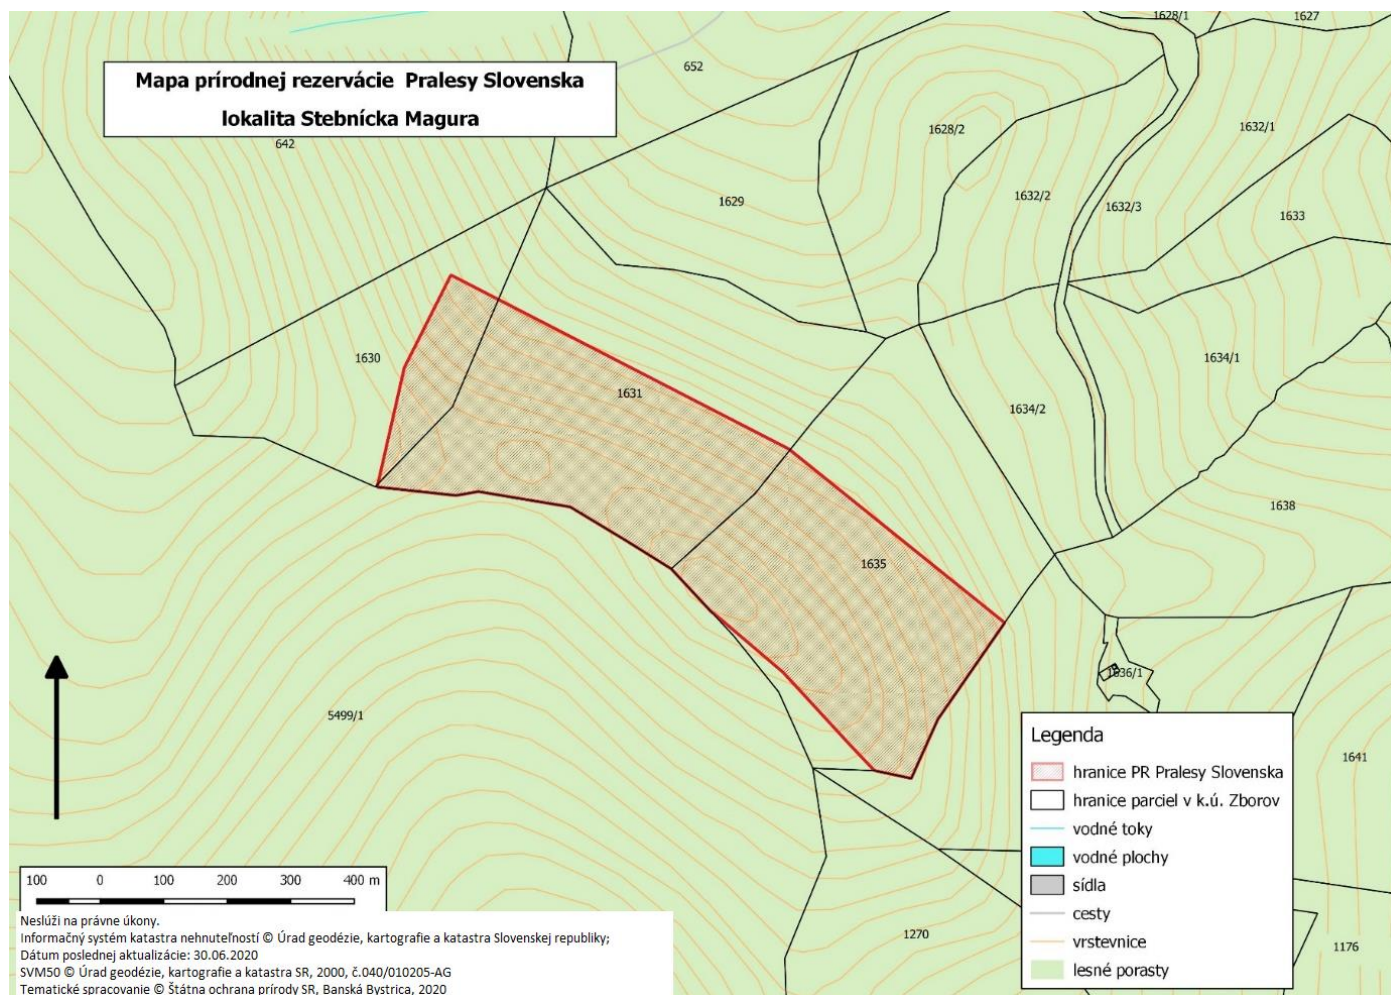 Mapa prírodnej rezervácie Pralesy Slovenska
lokalita Stebnícka Magura
1628/1
1627
652
642
1628/2
1632/1
1629
1632/2
1632/3
1633
1630
1631
1634/1
1634/2
1638
1635
1636/1
5499/1
1641
1270
1176
Legenda
hranice PR Pralesy Slovenska
hranice parciel v k.ú. Zborov
vodné toky
vodné plochy
sídla
cesty
vrstevnice
lesné porasty
100 0 100 200 300 400 m
Neslúži na právne úkony.
Informačný systém katastra nehnuteľností © Úrad geodézie, kartografie a katastra Slovenskej republiky;
Dátum poslednej aktualizácie: 30.06.2020
SVM50 © Úrad geodézie, kartografie a katastra SR, 2000, č.040/010205-AG
Tematické spracovanie © Štátna ochrana prírody SR, Banská Bystrica, 2020